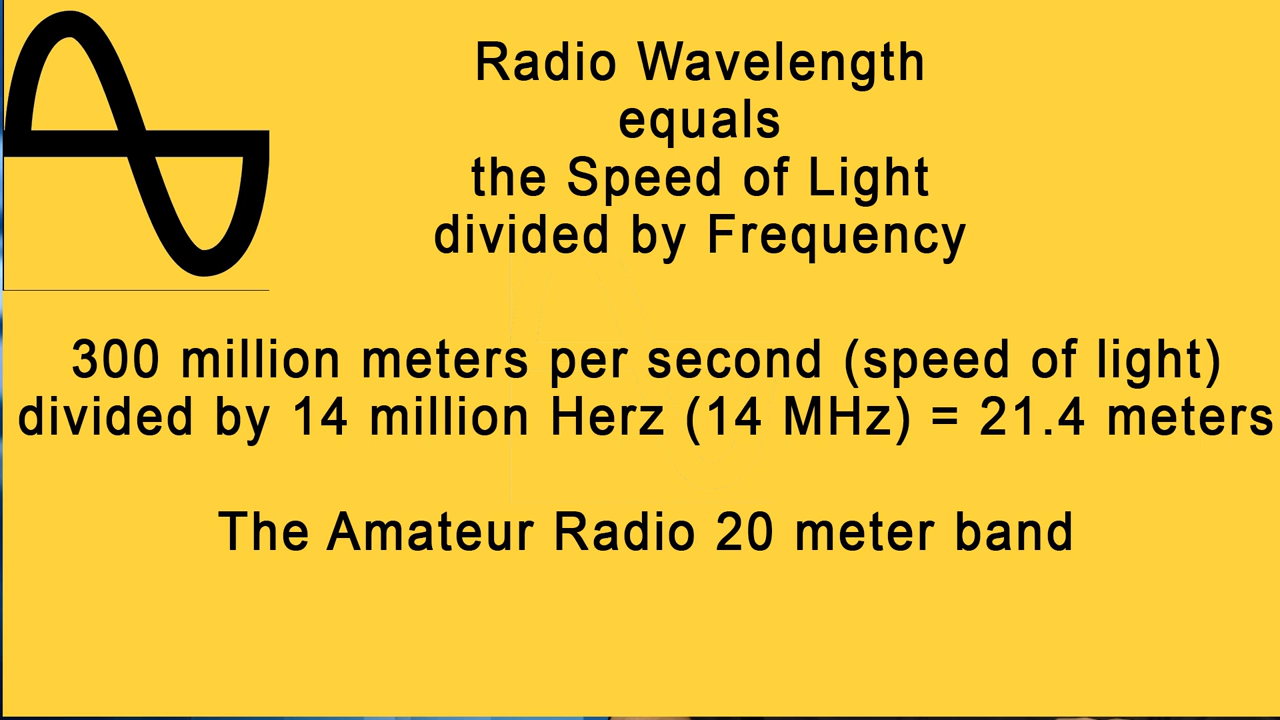 Radio Wavelength
equals
the Speed of Light
divided by Frequency
300 million meters per second (speed of light)
divided by 14 million Herz (14 MHz) = 21.4 meters
The Amateur Radio 20 meter band